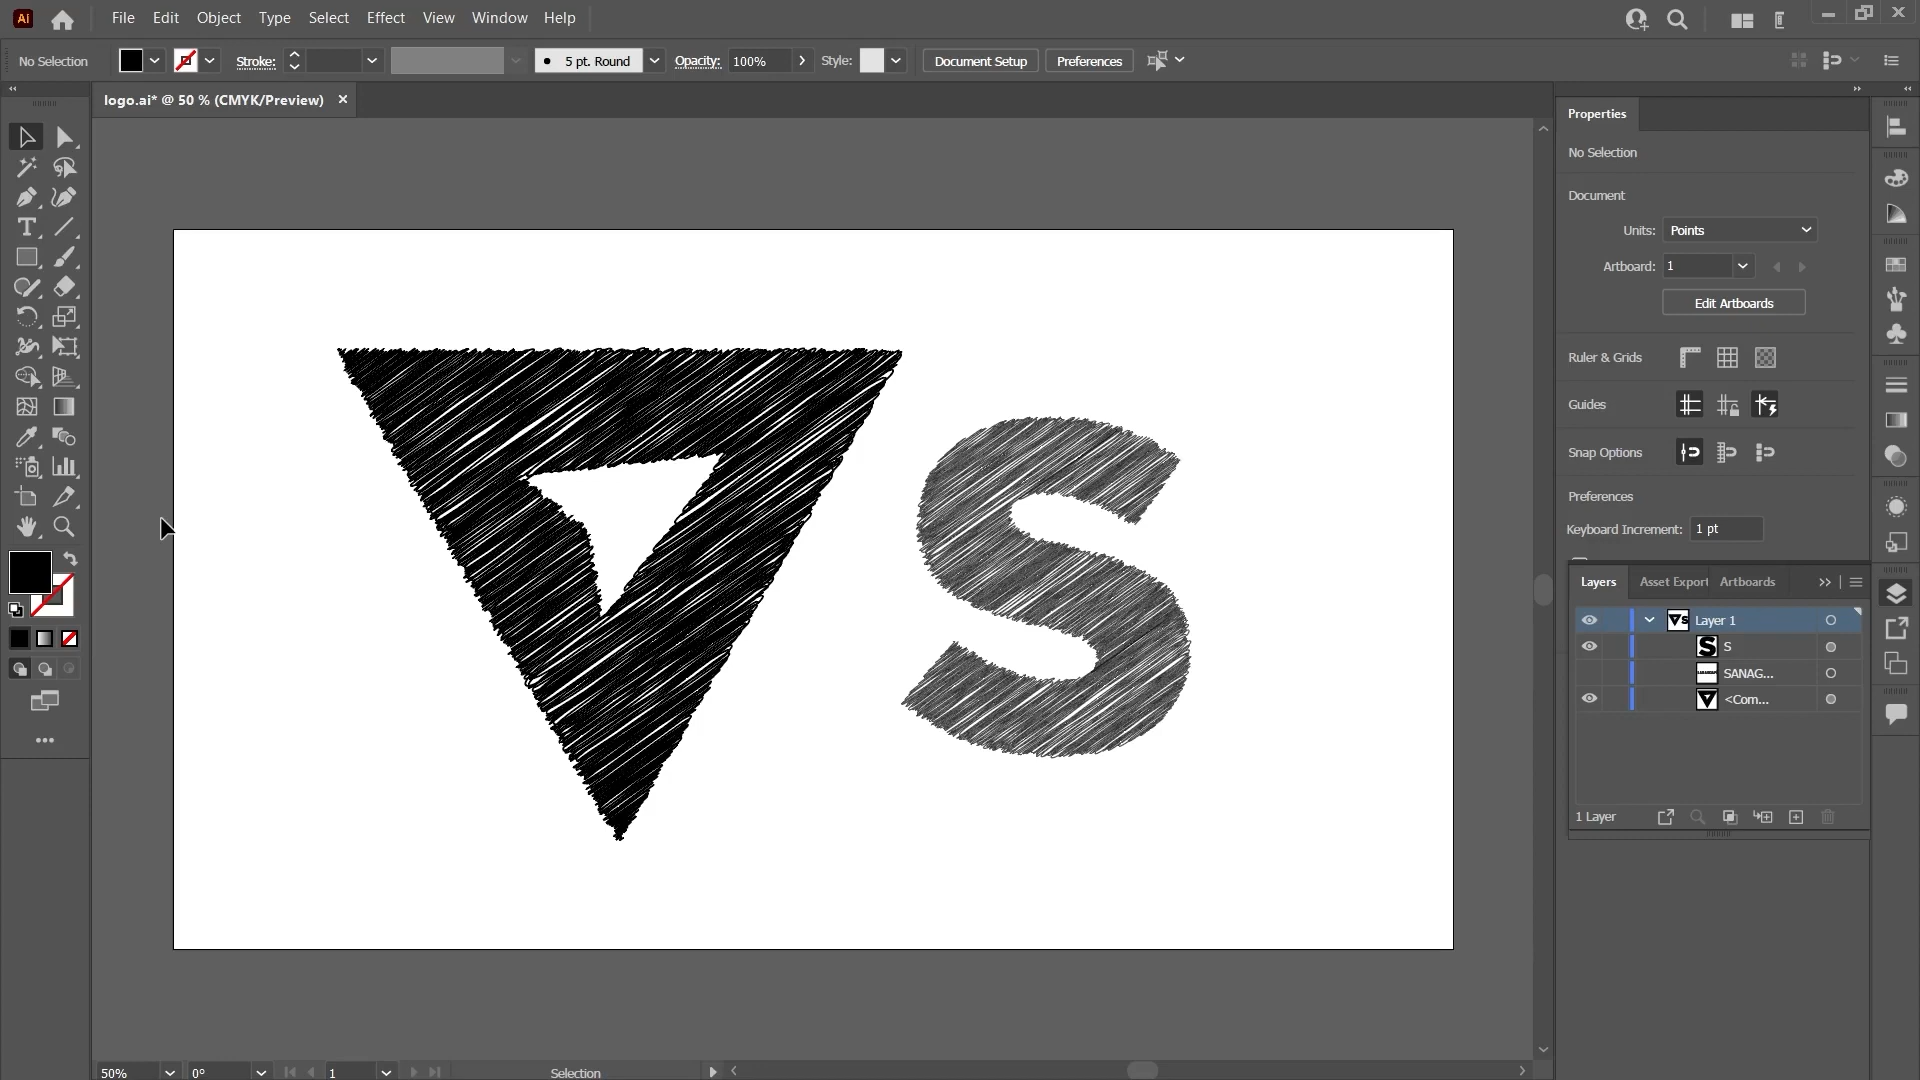 Ai File Edit Object Type Select Effect View Window Help
No Selection Stroke: 5 pt. Round Opacity: 100% Style: Document Setup Preferences
logo.ai* @ 50 % (CMYK/Preview)
Properties
No Selection
Document
Units: Points
Artboard: 1
Edit Artboards
Ruler & Grids
Guides
Snap Options
Preferences
Keyboard Increment: 1 pt
Layers Asset Export Artboards
Layer 1
S
SANAG...
<Com...
1 Layer
S
50% 0° 1 Selection